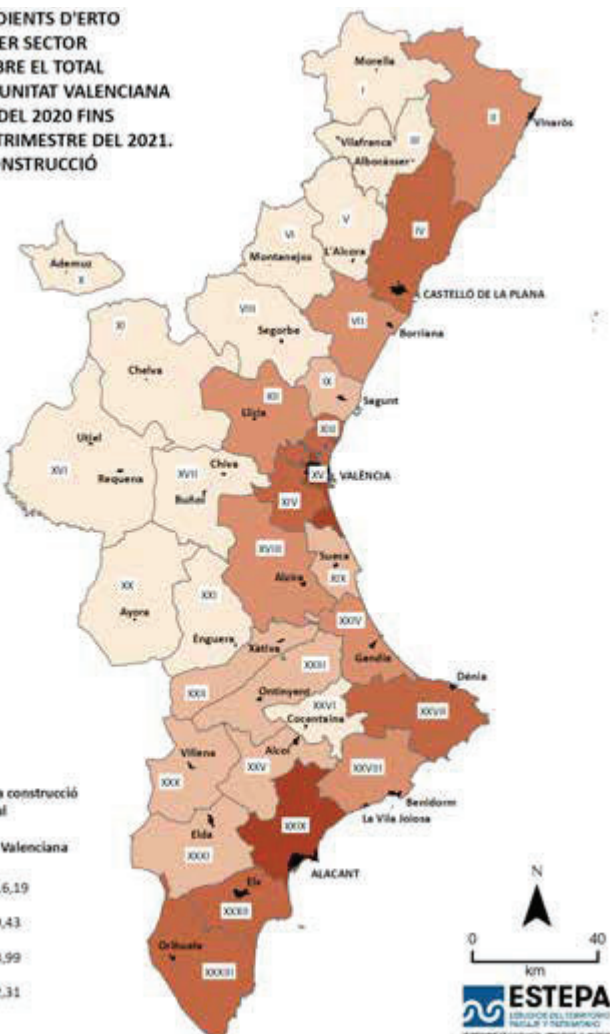 DIENTS D'ERTO
ER SECTOR
BRE EL TOTAL
UNITAT VALENCIANA
DEL 2020 FINS
TRIMESTRE DEL 2021.
ONSTRUCCIÓ
Morella
I
II
Vinaròs
III
Vilafranca
Albocàsser
IV
V
VI
L'Alcora
Montanejos
Ademuz
X
CASTELLÓ DE LA PLANA
VIII
VII
Borriana
Segorbe
XI
IX
Chelva
XII
Sagunt
Llíria
XIII
Utiel
XVI
Requena
XVII
Chiva
XV
VALÈNCIA
Buñol
XIV
XVIII
Sueca
XX
XXI
Alzira
XIX
Ayora
XXIV
Enguera
Xàtiva
Gandia
XXIII
XXII
Ontinyent
Dénia
XXVI
XXVII
Cocentaina
Alcoi
Villena
XXV
XXVIII
XXX
a construcció
al
Benidorm
La Vila Joiosa
Valenciana
Elda
XXIX
XXXI
ALACANT
6,19
Elx
N
,43
XXXII
,99
Orihuela
0 40
,31
XXXIII
km
ESTEPA